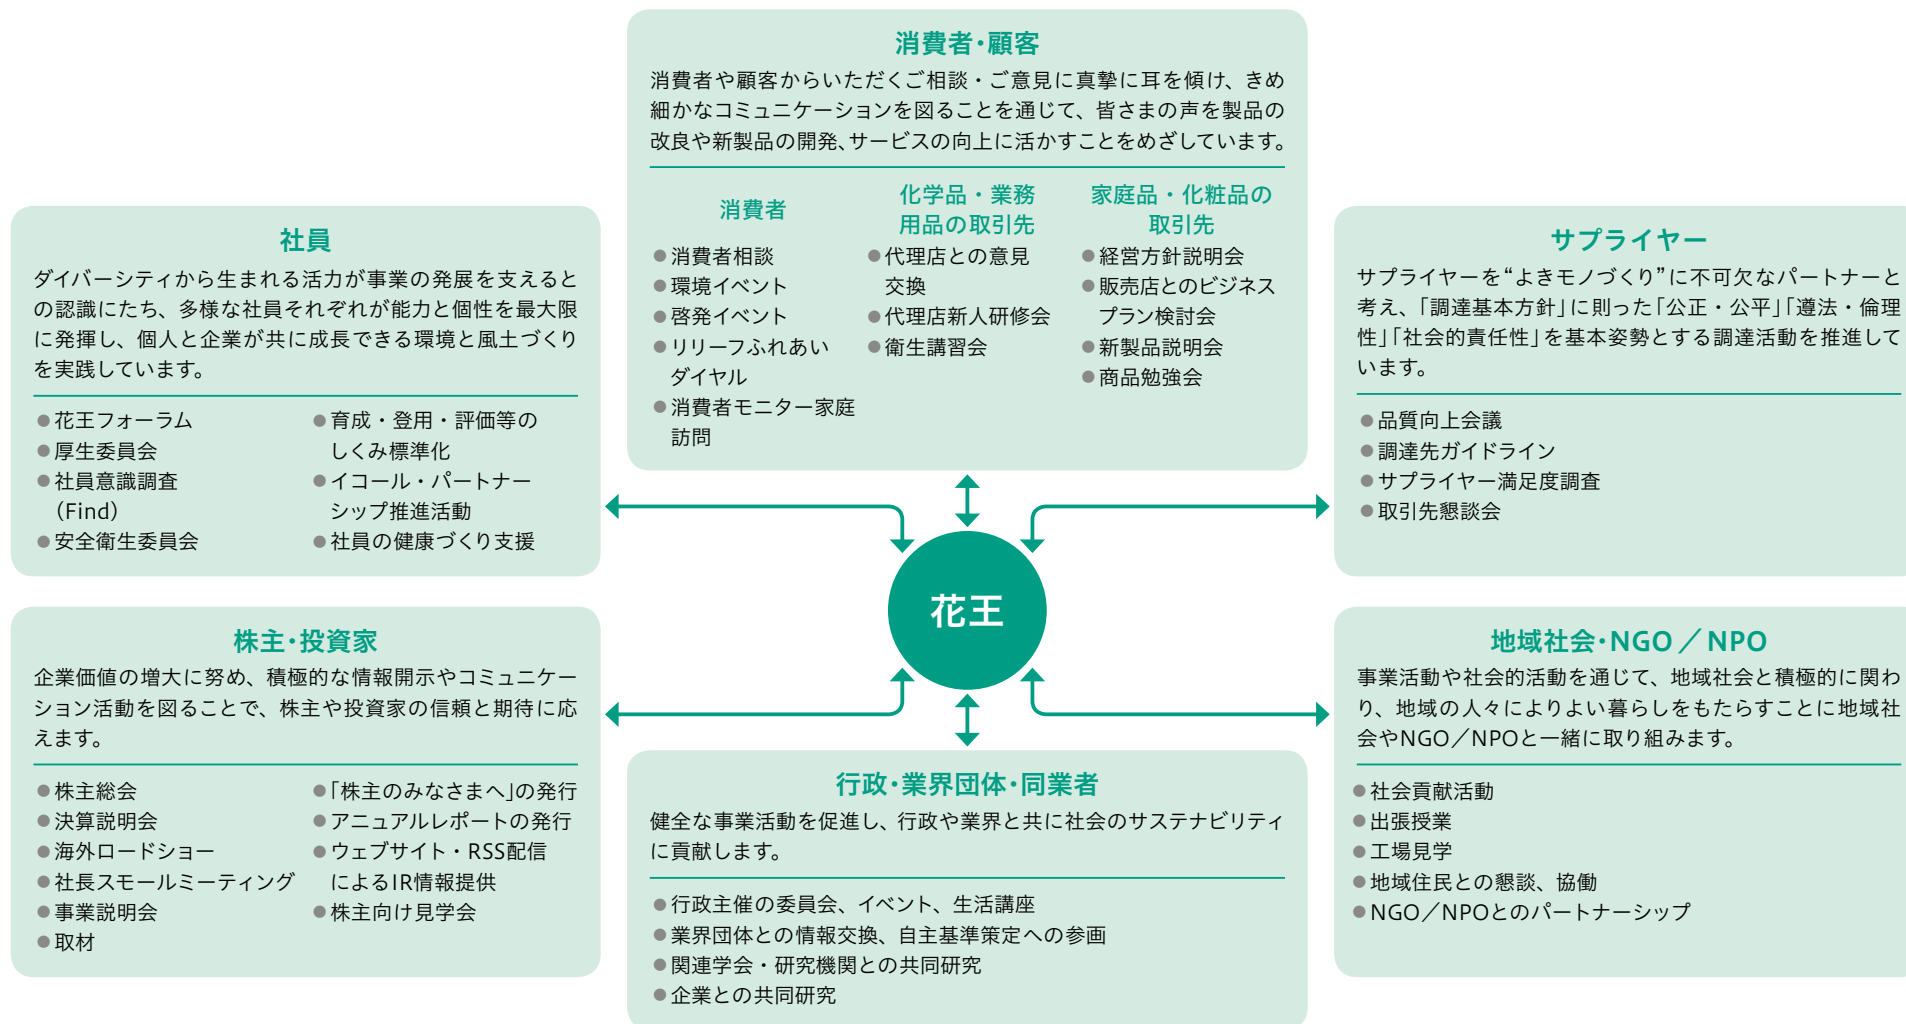 消費者・顧客
消費者や顧客からいただくご相談・ご意見に真摯に耳を傾け、きめ
細かなコミュニケーションを図ることを通じて、皆さまの声を製品の
改良や新製品の開発、サービスの向上に活かすことをめざしています。
消費者
●消費者相談
●環境イベント
●啓発イベント
●リリーフふれあい
ダイヤル
●消費者モニター家庭
訪問
化学品・業務
用品の取引先
●代理店との意見
交換
●代理店新人研修会
●衛生講習会
家庭品・化粧品の
取引先
●経営方針説明会
●販売店とのビジネス
プラン検討会
●新製品説明会
●商品勉強会
社員
ダイバーシティから生まれる活力が事業の発展を支えると
の認識にたち、多様な社員それぞれが能力と個性を最大限
に発揮し、個人と企業が共に成長できる環境と風土づくり
を実践しています。
●花王フォーラム
●厚生委員会
●社員意識調査
（Find）
●安全衛生委員会
●育成・登用・評価等の
しくみ標準化
●イコール・パートナー
シップ推進活動
●社員の健康づくり支援
サプライヤー
サプライヤーを“よきモノづくり”に不可欠なパートナーと
考え、「調達基本方針」に則った「公正・公平」「遵法・倫理
性」「社会的責任性」を基本姿勢とする調達活動を推進して
います。
●品質向上会議
●調達先ガイドライン
●サプライヤー満足度調査
●取引先懇談会
花王
株主・投資家
企業価値の増大に努め、積極的な情報開示やコミュニケー
ション活動を図ることで、株主や投資家の信頼と期待に応
えます。
●株主総会
●決算説明会
●海外ロードショー
●社長スモールミーティング
●事業説明会
●取材
●「株主のみなさまへ」の発行
●アニュアルレポートの発行
●ウェブサイト・RSS配信
によるIR情報提供
●株主向け見学会
地域社会・NGO／NPO
事業活動や社会的活動を通じて、地域社会と積極的に関わ
り、地域の人々によりよい暮らしをもたらすことに地域社
会やNGO／NPOと一緒に取り組みます。
●社会貢献活動
●出張授業
●工場見学
●地域住民との懇談、協働
●NGO／NPOとのパートナーシップ
行政・業界団体・同業者
健全な事業活動を促進し、行政や業界と共に社会のサステナビリティ
に貢献します。
●行政主催の委員会、イベント、生活講座
●業界団体との情報交換、自主基準策定への参画
●関連学会・研究機関との共同研究
●企業との共同研究